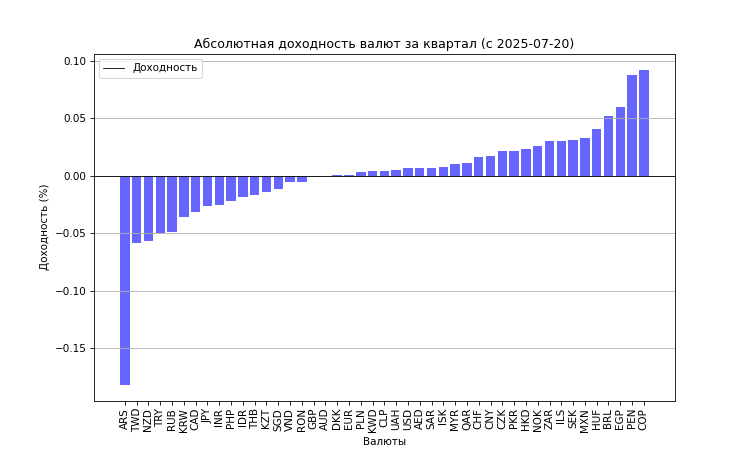 Абсолютная доходность валют за квартал (с 2025-07-20)
Доходность
0.10
0.05
0.00
−0.05
−0.10
−0.15
Доходность (%)
ARS
TWD
NZD
TRY
RUB
KRW
CAD
JPY
INR
PHP
IDR
THB
KZT
SGD
VND
RON
GBP
AUD
DKK
EUR
PLN
KWD
CLP
UAH
USD
AED
SAR
ISK
MYR
QAR
CHF
CNY
CZK
PKR
HKD
NOK
ZAR
ILS
SEK
MXN
HUF
BRL
EGP
PEN
COP
Валюты